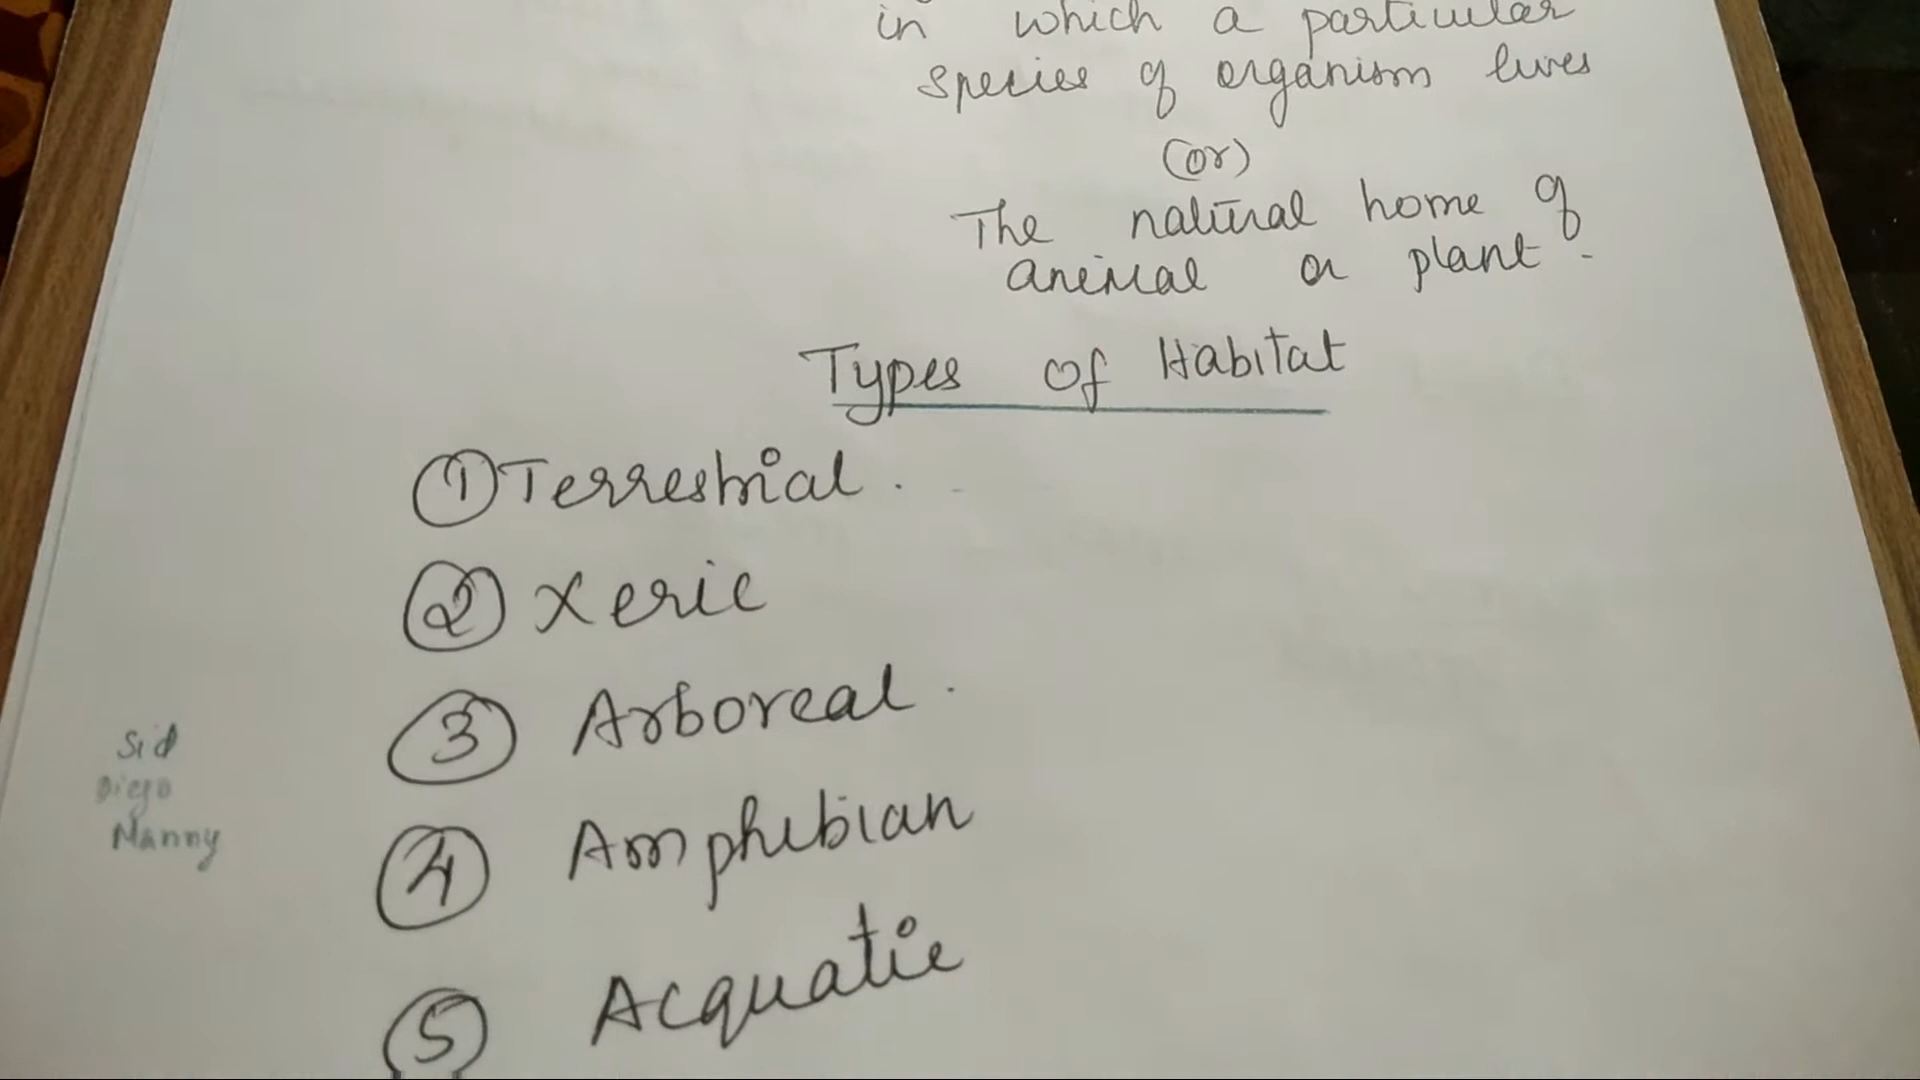 in which a particular
species of organism lives
(or)
The natural home of
animal or plant.
Types of Habitat
① Terrestrial.
② Xeric
③ Arboreal.
④ Amphibian
⑤ Acquatic
Sid
Diego
Manny